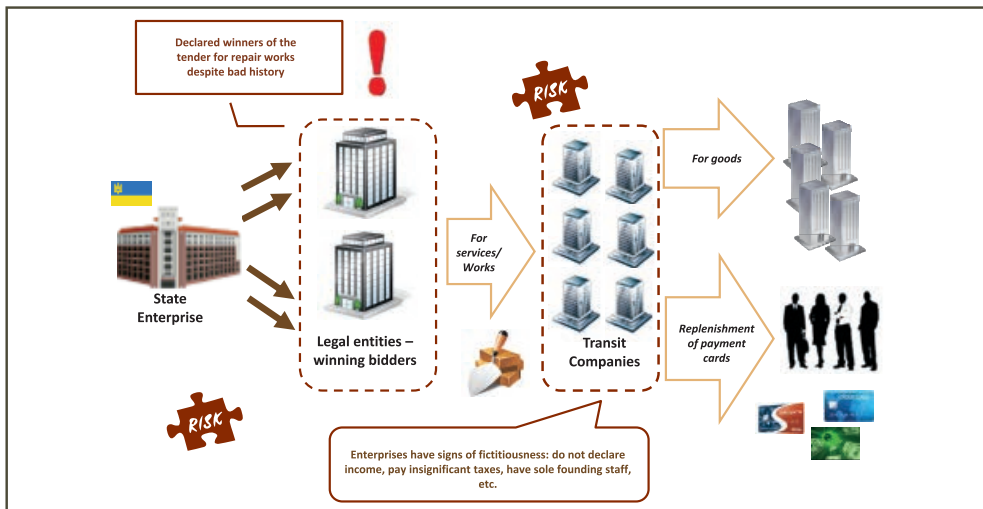 Declared winners of the
tender for repair works
despite bad history
RISK
For goods
State
Enterprise
For
services/
Works
Legal entities –
winning bidders
Transit
Companies
Replenishment
of payment
cards
RISK
Enterprises have signs of fictitiousness: do not declare
income, pay insignificant taxes, have sole founding staff,
etc.